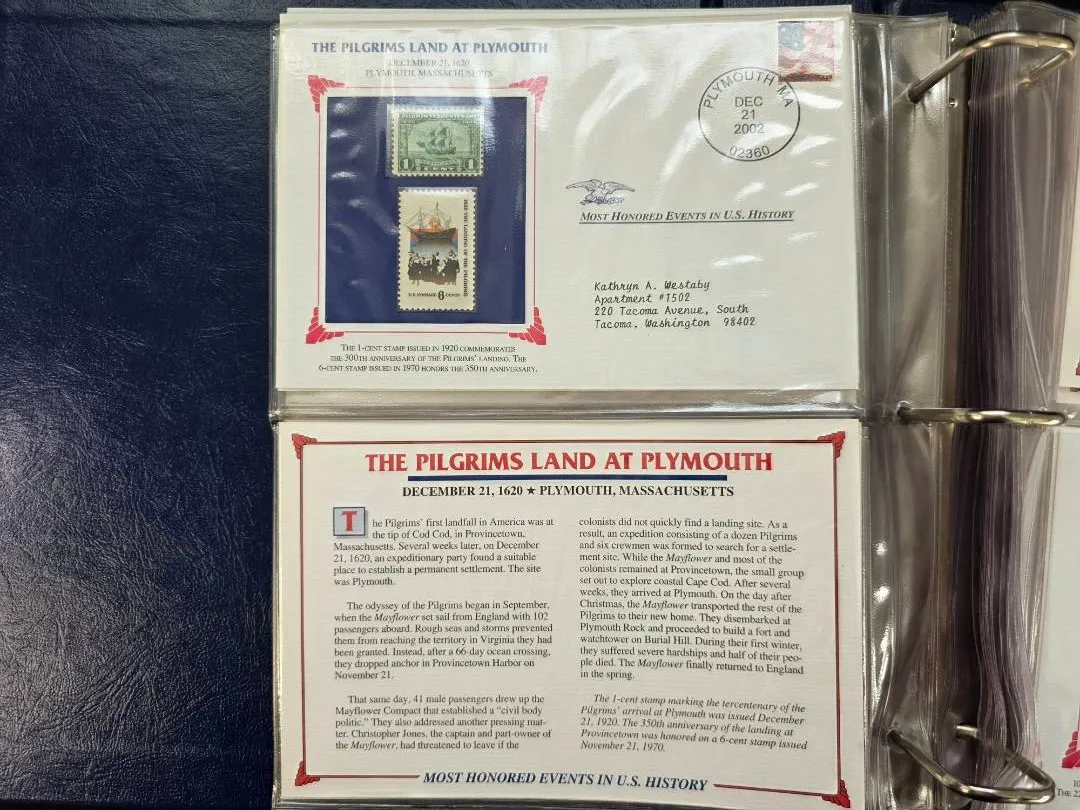 THE PILGRIMS LAND AT PLYMOUTH
DECEMBER 21, 1620
PLYMOUTH, MASSACHUSETTS
1
1
1620 THE LANDING OF THE PILGRIMS
U.S. POSTAGE 6 CENTS
THE 1-CENT STAMP ISSUED IN 1920 COMMEMORATES
THE 300TH ANNIVERSARY OF THE PILGRIMS' LANDING. THE
6-CENT STAMP ISSUED IN 1970 HONORS THE 350TH ANNIVERSARY.
PLYMOUTH MA
DEC
21
2002
02360
MOST HONORED EVENTS IN U.S. HISTORY
Kathryn A. Westaby
Apartment #1502
220 Tacoma Avenue, South
Tacoma, Washington 98402
THE PILGRIMS LAND AT PLYMOUTH
DECEMBER 21, 1620 ★ PLYMOUTH, MASSACHUSETTS
The Pilgrims' first landfall in America was at
the tip of Cod Cod, in Provincetown,
Massachusetts. Several weeks later, on December
21, 1620, an expeditionary party found a suitable
place to establish a permanent settlement. The site
was Plymouth.
The odyssey of the Pilgrims began in September,
when the Mayflower set sail from England with 102
passengers aboard. Rough seas and storms prevented
them from reaching the territory in Virginia they had
been granted. Instead, after a 66-day ocean crossing,
they dropped anchor in Provincetown Harbor on
November 21.
That same day, 41 male passengers drew up the
Mayflower Compact that established a "civil body
politic." They also addressed another pressing mat-
ter. Christopher Jones, the captain and part-owner of
the Mayflower, had threatened to leave if the
colonists did not quickly find a landing site. As a
result, an expedition consisting of a dozen Pilgrims
and six crewmen was formed to search for a settle-
ment site. While the Mayflower and most of the
colonists remained at Provincetown, the small group
set out to explore coastal Cape Cod. After several
weeks, they arrived at Plymouth. On the day after
Christmas, the Mayflower transported the rest of the
Pilgrims to their new home. They disembarked at
Plymouth Rock and proceeded to build a fort and
watchtower on Burial Hill. During their first winter,
they suffered severe hardships and half of their peo-
ple died. The Mayflower finally returned to England
in the spring.
The 1-cent stamp marking the tercentenary of the
Pilgrims' arrival at Plymouth was issued December
21, 1920. The 350th anniversary of the landing at
Provincetown was honored on a 6-cent stamp issued
November 21, 1970.
MOST HONORED EVENTS IN U.S. HISTORY